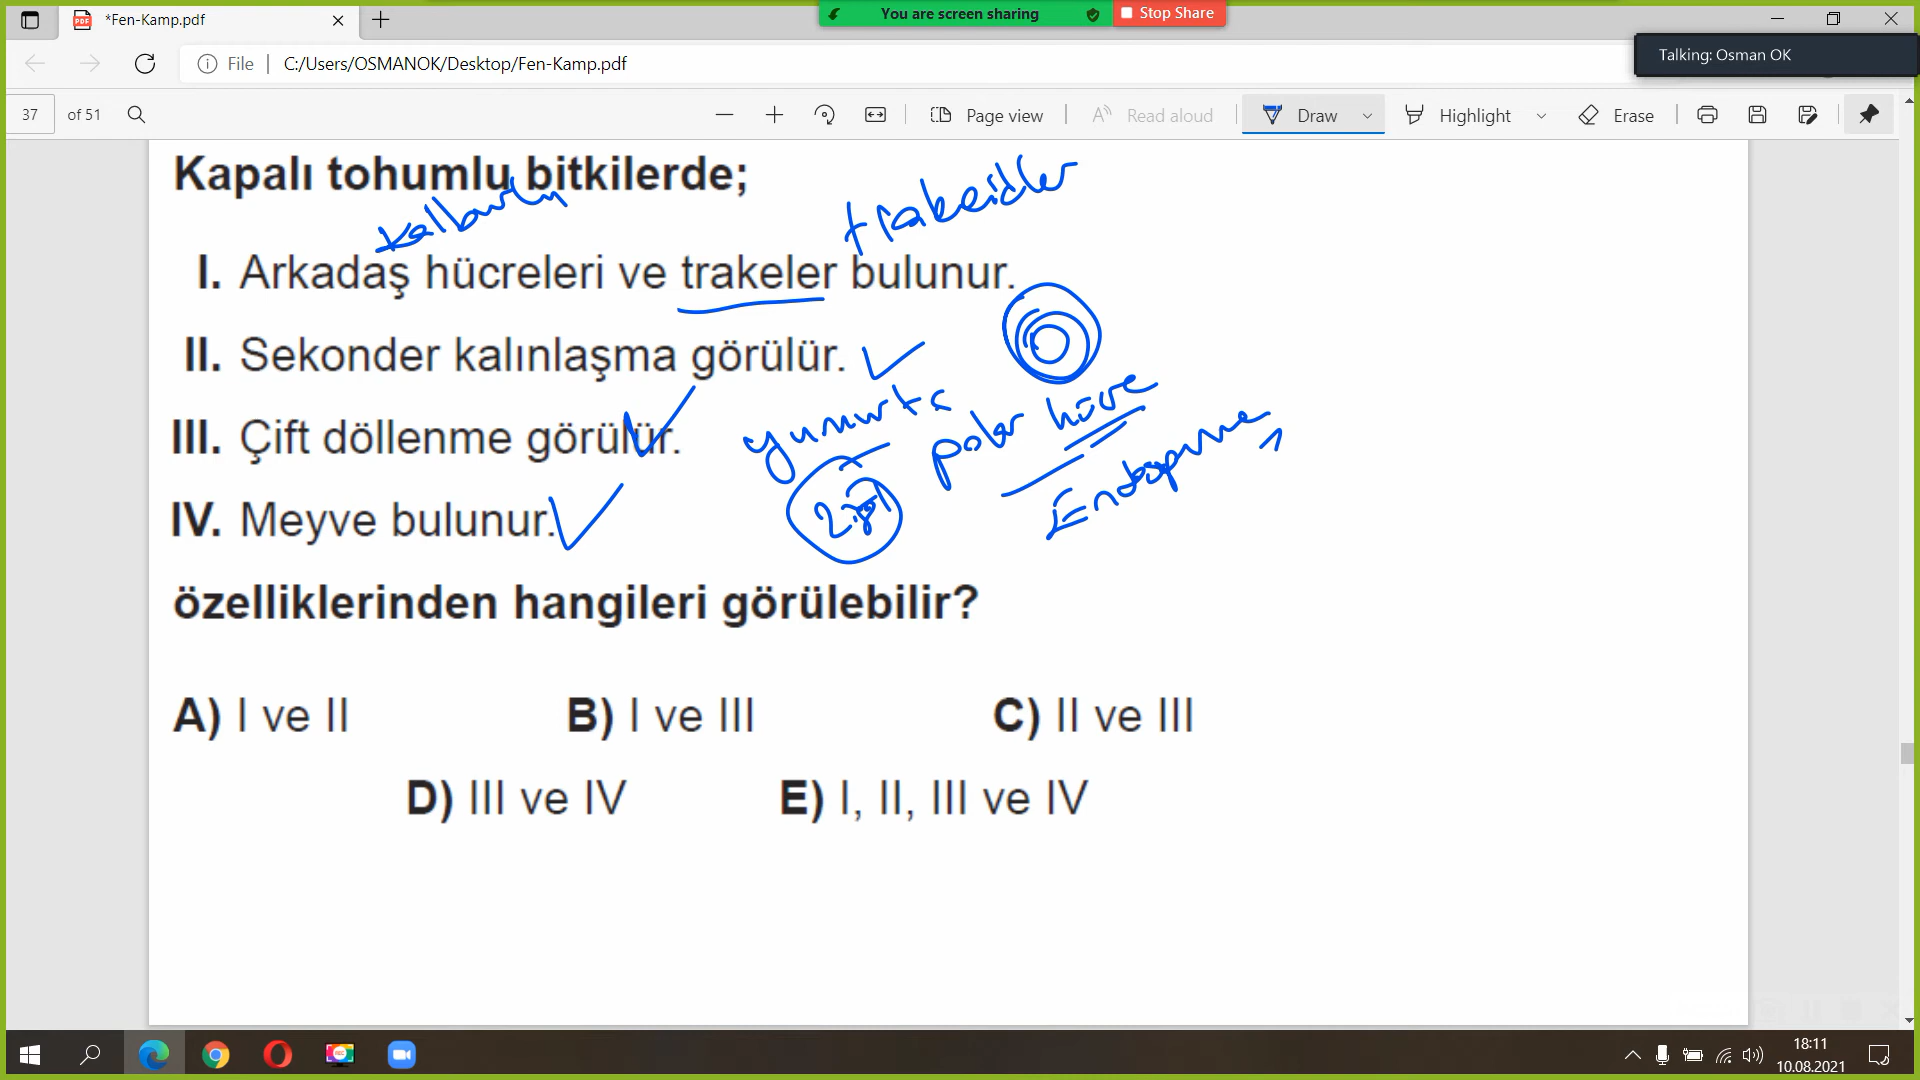 *Fen-Kamp.pdf
You are screen sharing
Stop Share
Talking: Osman OK
File
C:/Users/OSMANOK/Desktop/Fen-Kamp.pdf
37 of 51
Page view
Read aloud
Draw
Highlight
Erase
Kapalı tohumlu bitkilerde;
kalburlu
trakeidler
I. Arkadaş hücreleri ve trakeler bulunur.
II. Sekonder kalınlaşma görülür.
III. Çift döllenme görülür.
yumurta
polar
IV. Meyve bulunur.
özelliklerinden hangileri görülebilir?
A) I ve II
B) I ve III
C) II ve III
D) III ve IV
E) I, II, III ve IV
18:11
10.08.2021